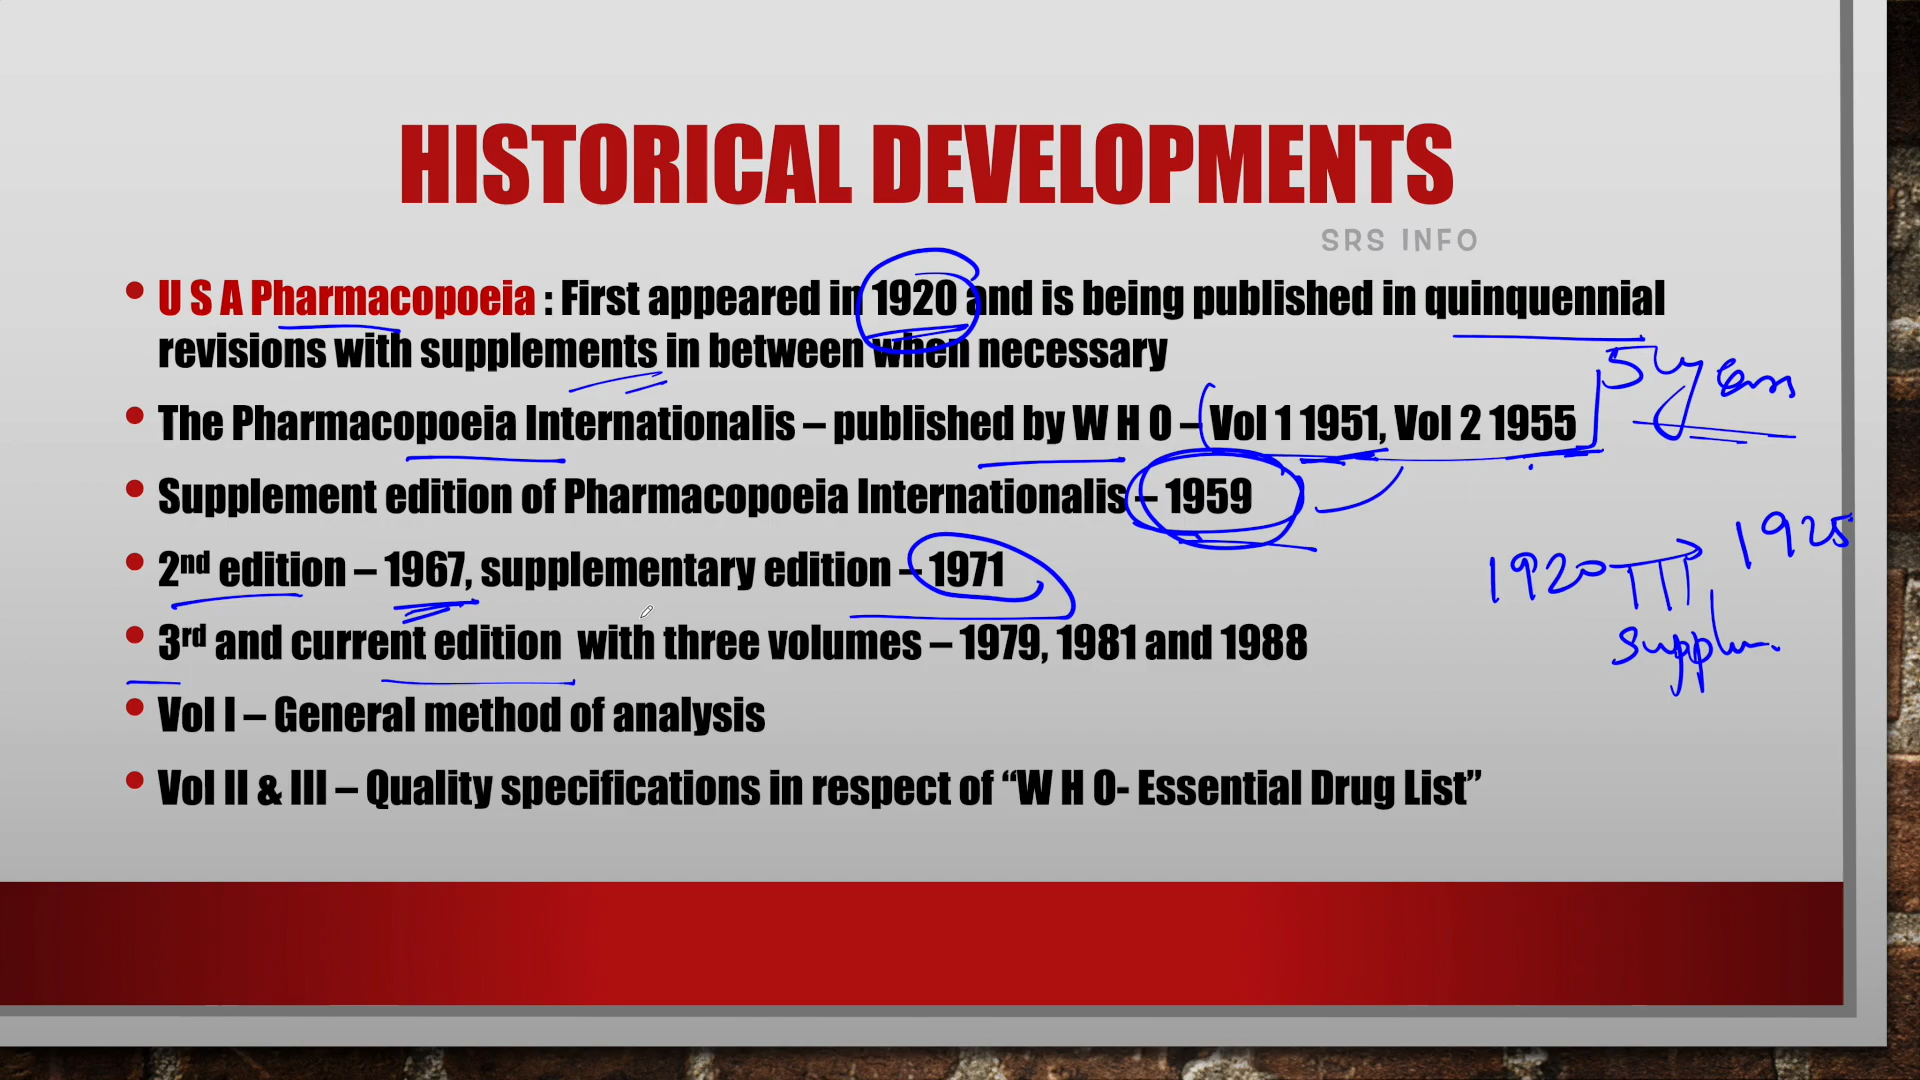 HISTORICAL DEVELOPMENTS
SRS INFO
• U S A Pharmacopoeia : First appeared in 1920 and is being published in quinquennial
revisions with supplements in between when necessary
5 years
• The Pharmacopoeia Internationalis – published by W H O – Vol 1 1951, Vol 2 1955
• Supplement edition of Pharmacopoeia Internationalis – 1959
1920 → 1925
• 2nd edition – 1967, supplementary edition – 1971
• 3rd and current edition with three volumes – 1979, 1981 and 1988
Supplm.
• Vol I – General method of analysis
• Vol II & III – Quality specifications in respect of “W H O- Essential Drug List”